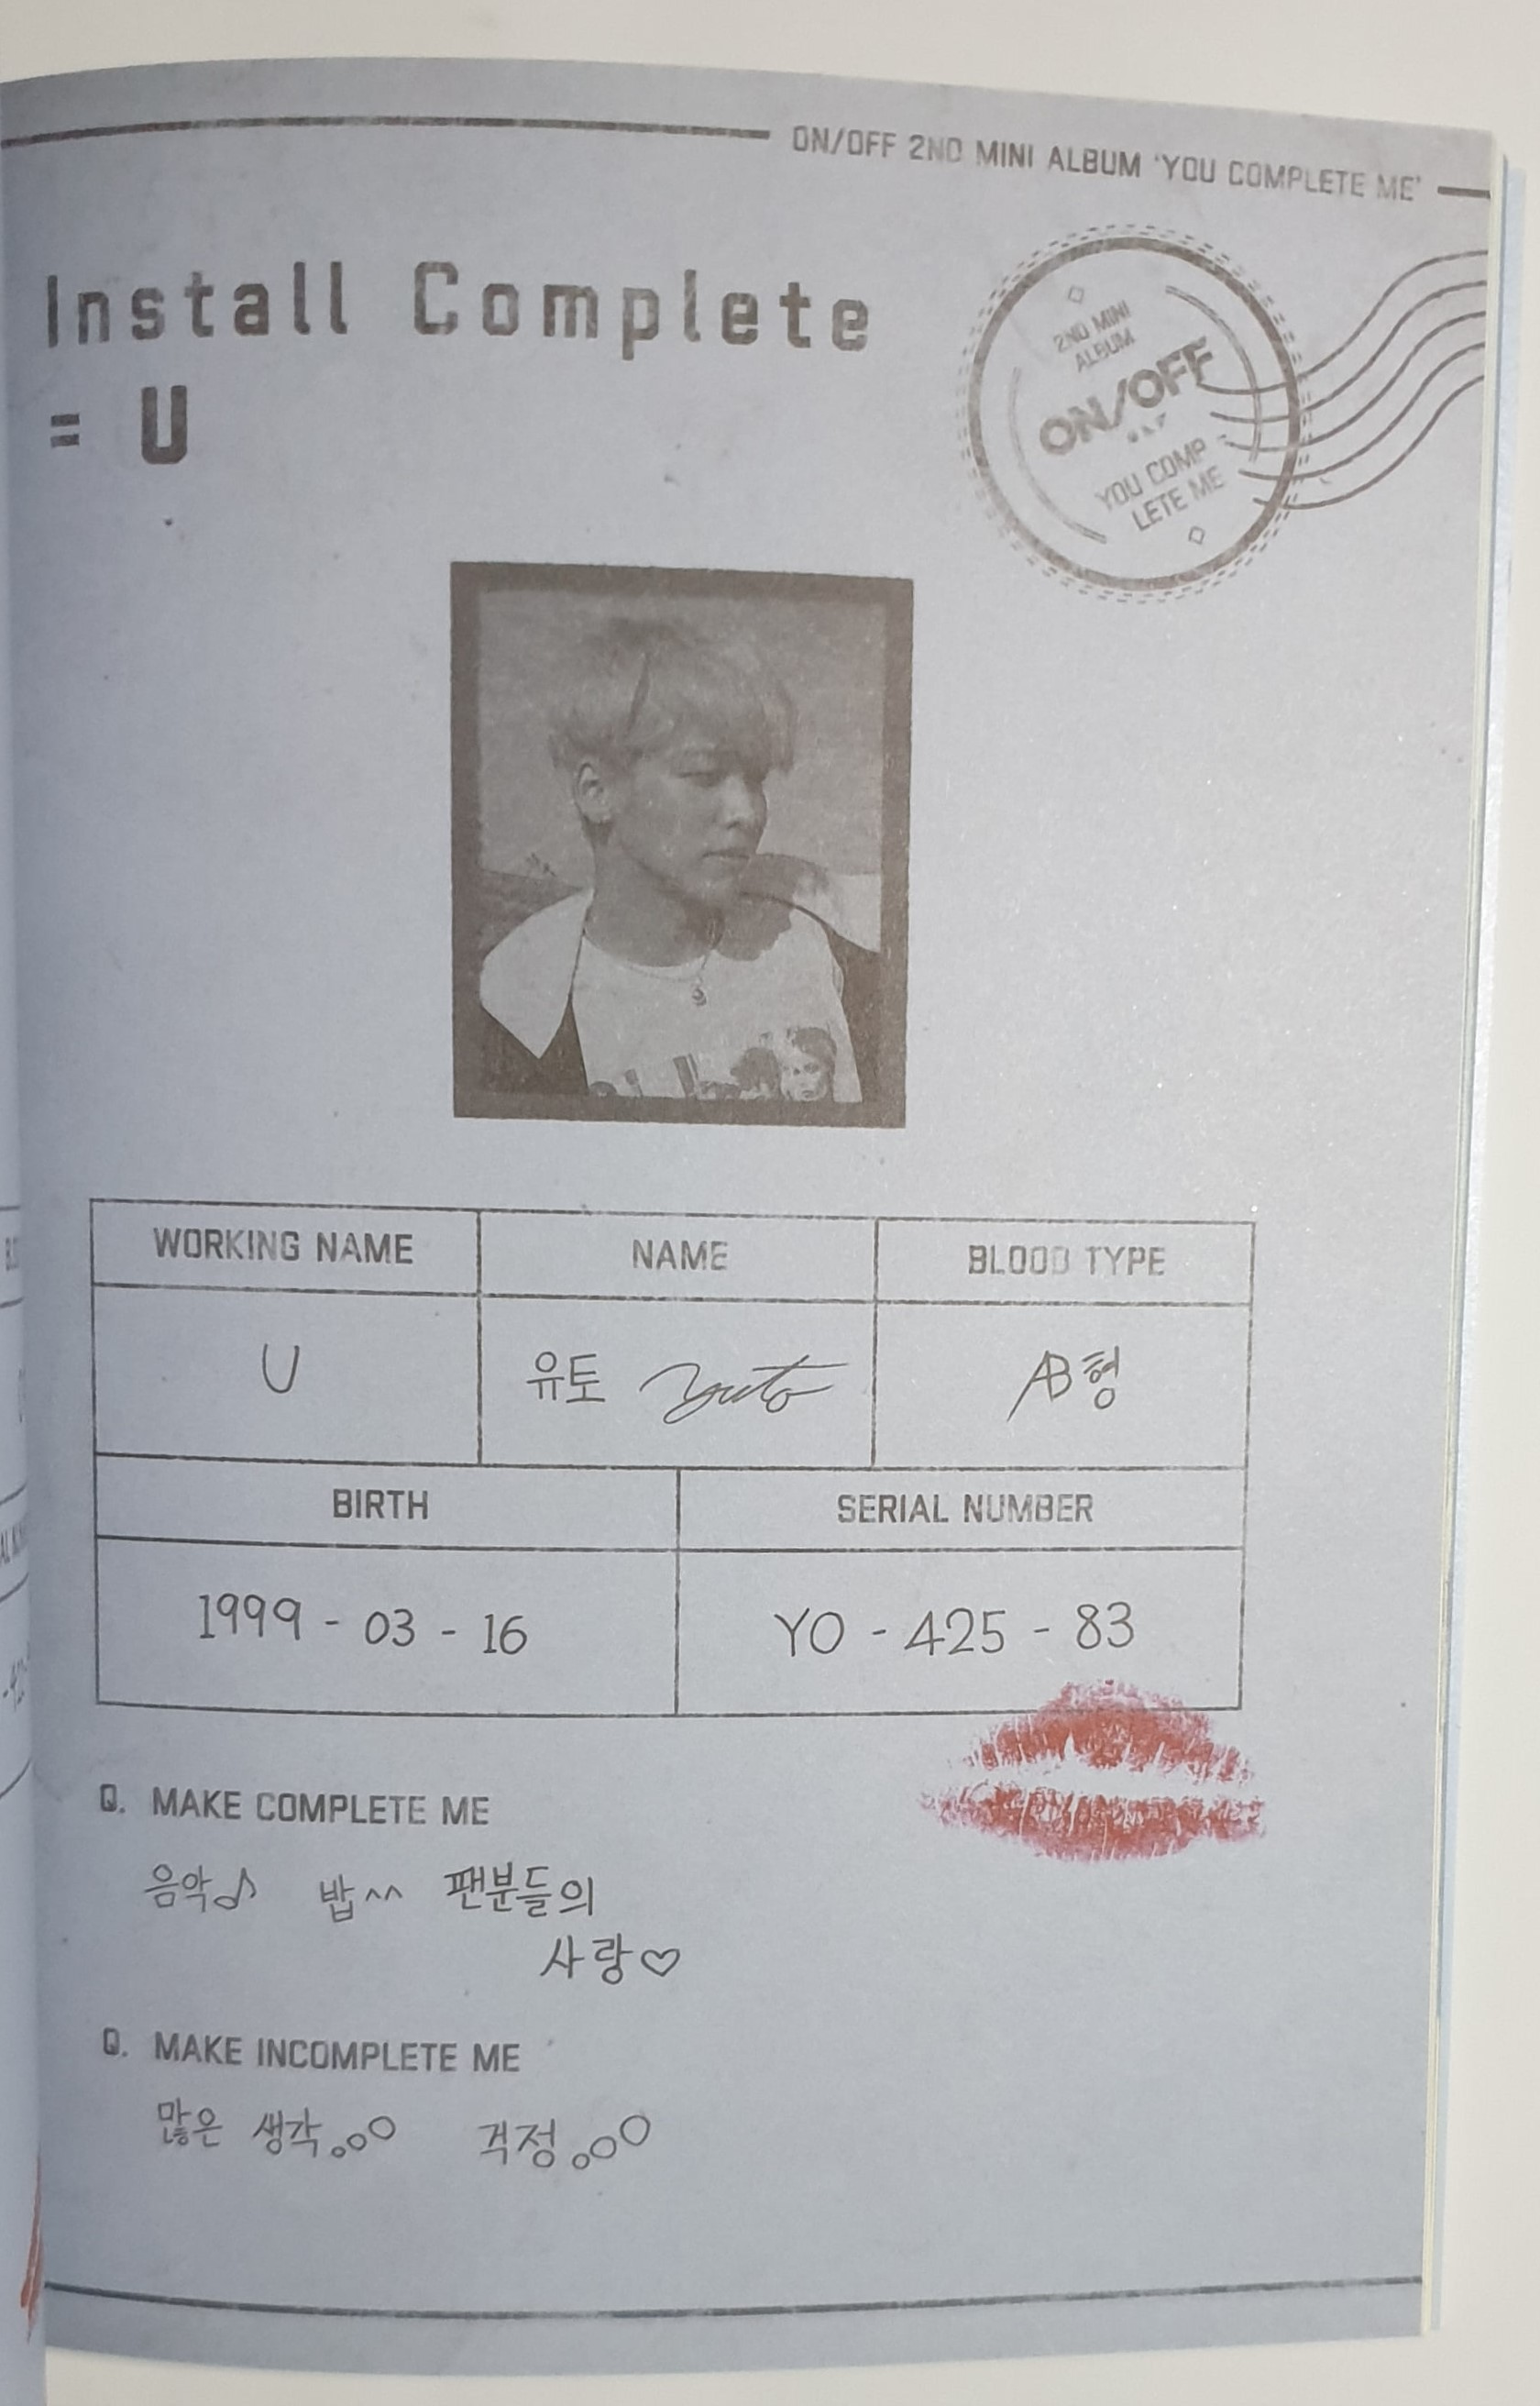 ON/OFF 2ND MINI ALBUM 'YOU COMPLETE ME'
Install Complete
= U
2ND MINI
ALBUM
ON/OFF
YOU COMP
LETE ME
WORKING NAME NAME BLOOD TYPE
U 유토 Yuto AB형
BIRTH SERIAL NUMBER
1999 - 03 - 16 YO - 425 - 83
Q. MAKE COMPLETE ME
음악♪ 밥^^ 팬분들의
사랑♡
Q. MAKE INCOMPLETE ME
많은 생각.ooO 걱정.ooO